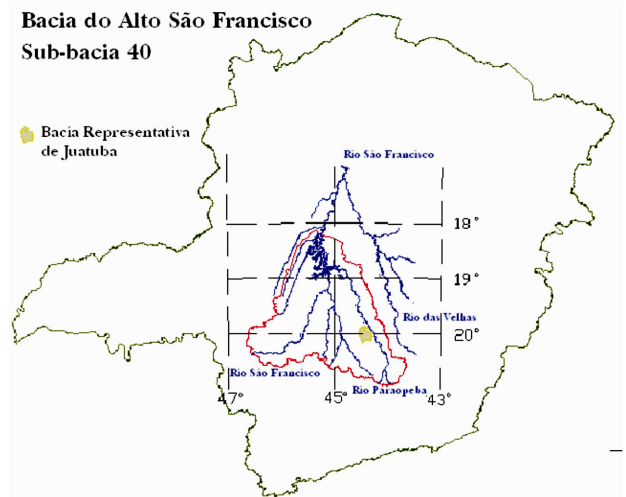 Bacia do Alto São Francisco
Sub-bacia 40
Bacia Representativa
de Juatuba
Rio São Francisco
18°
19°
Rio das Velhas
20°
Rio São Francisco
Rio Paraopeba
47°
45°
43°